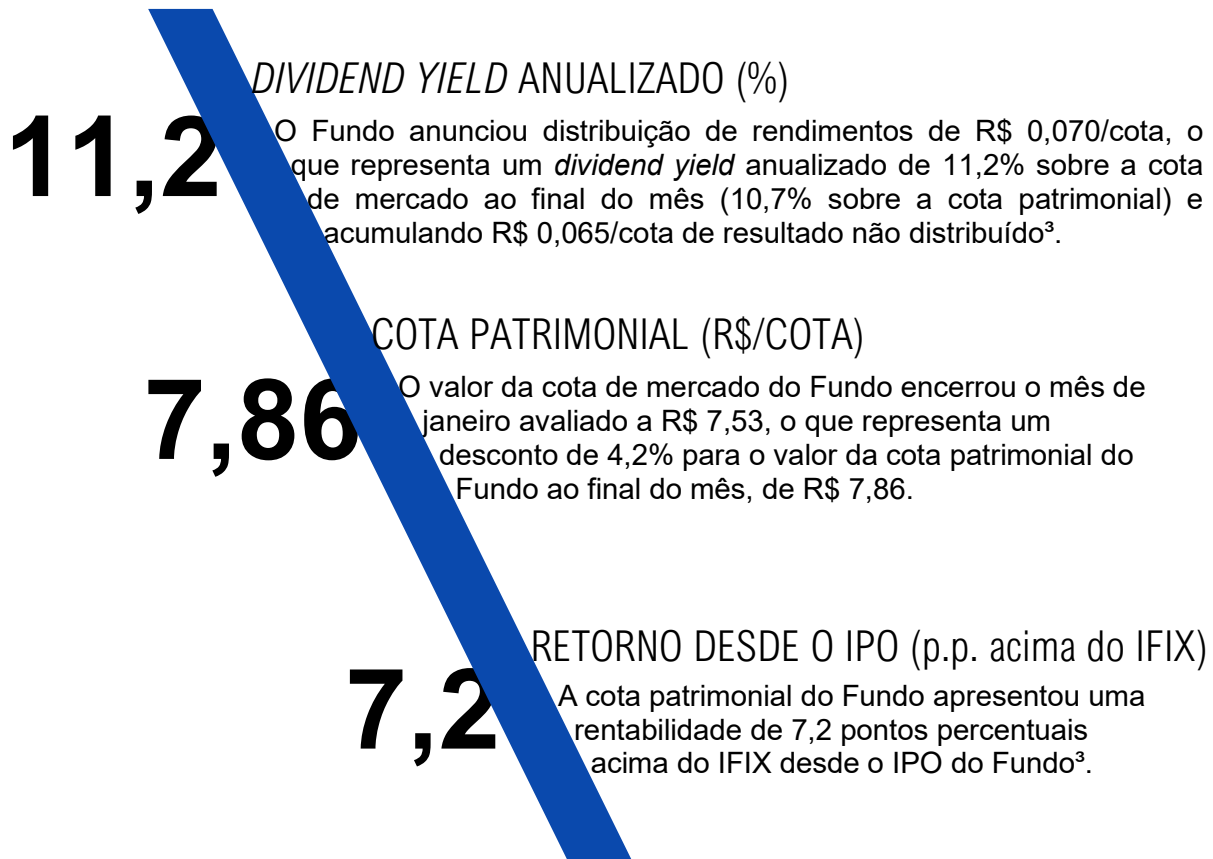 DIVIDEND YIELD ANUALIZADO (%)
11,2
O Fundo anunciou distribuição de rendimentos de R$ 0,070/cota, o
que representa um dividend yield anualizado de 11,2% sobre a cota
de mercado ao final do mês (10,7% sobre a cota patrimonial) e
acumulando R$ 0,065/cota de resultado não distribuído³.
COTA PATRIMONIAL (R$/COTA)
7,86
O valor da cota de mercado do Fundo encerrou o mês de
janeiro avaliado a R$ 7,53, o que representa um
desconto de 4,2% para o valor da cota patrimonial do
Fundo ao final do mês, de R$ 7,86.
RETORNO DESDE O IPO (p.p. acima do IFIX)
7,2
A cota patrimonial do Fundo apresentou uma
rentabilidade de 7,2 pontos percentuais
acima do IFIX desde o IPO do Fundo³.